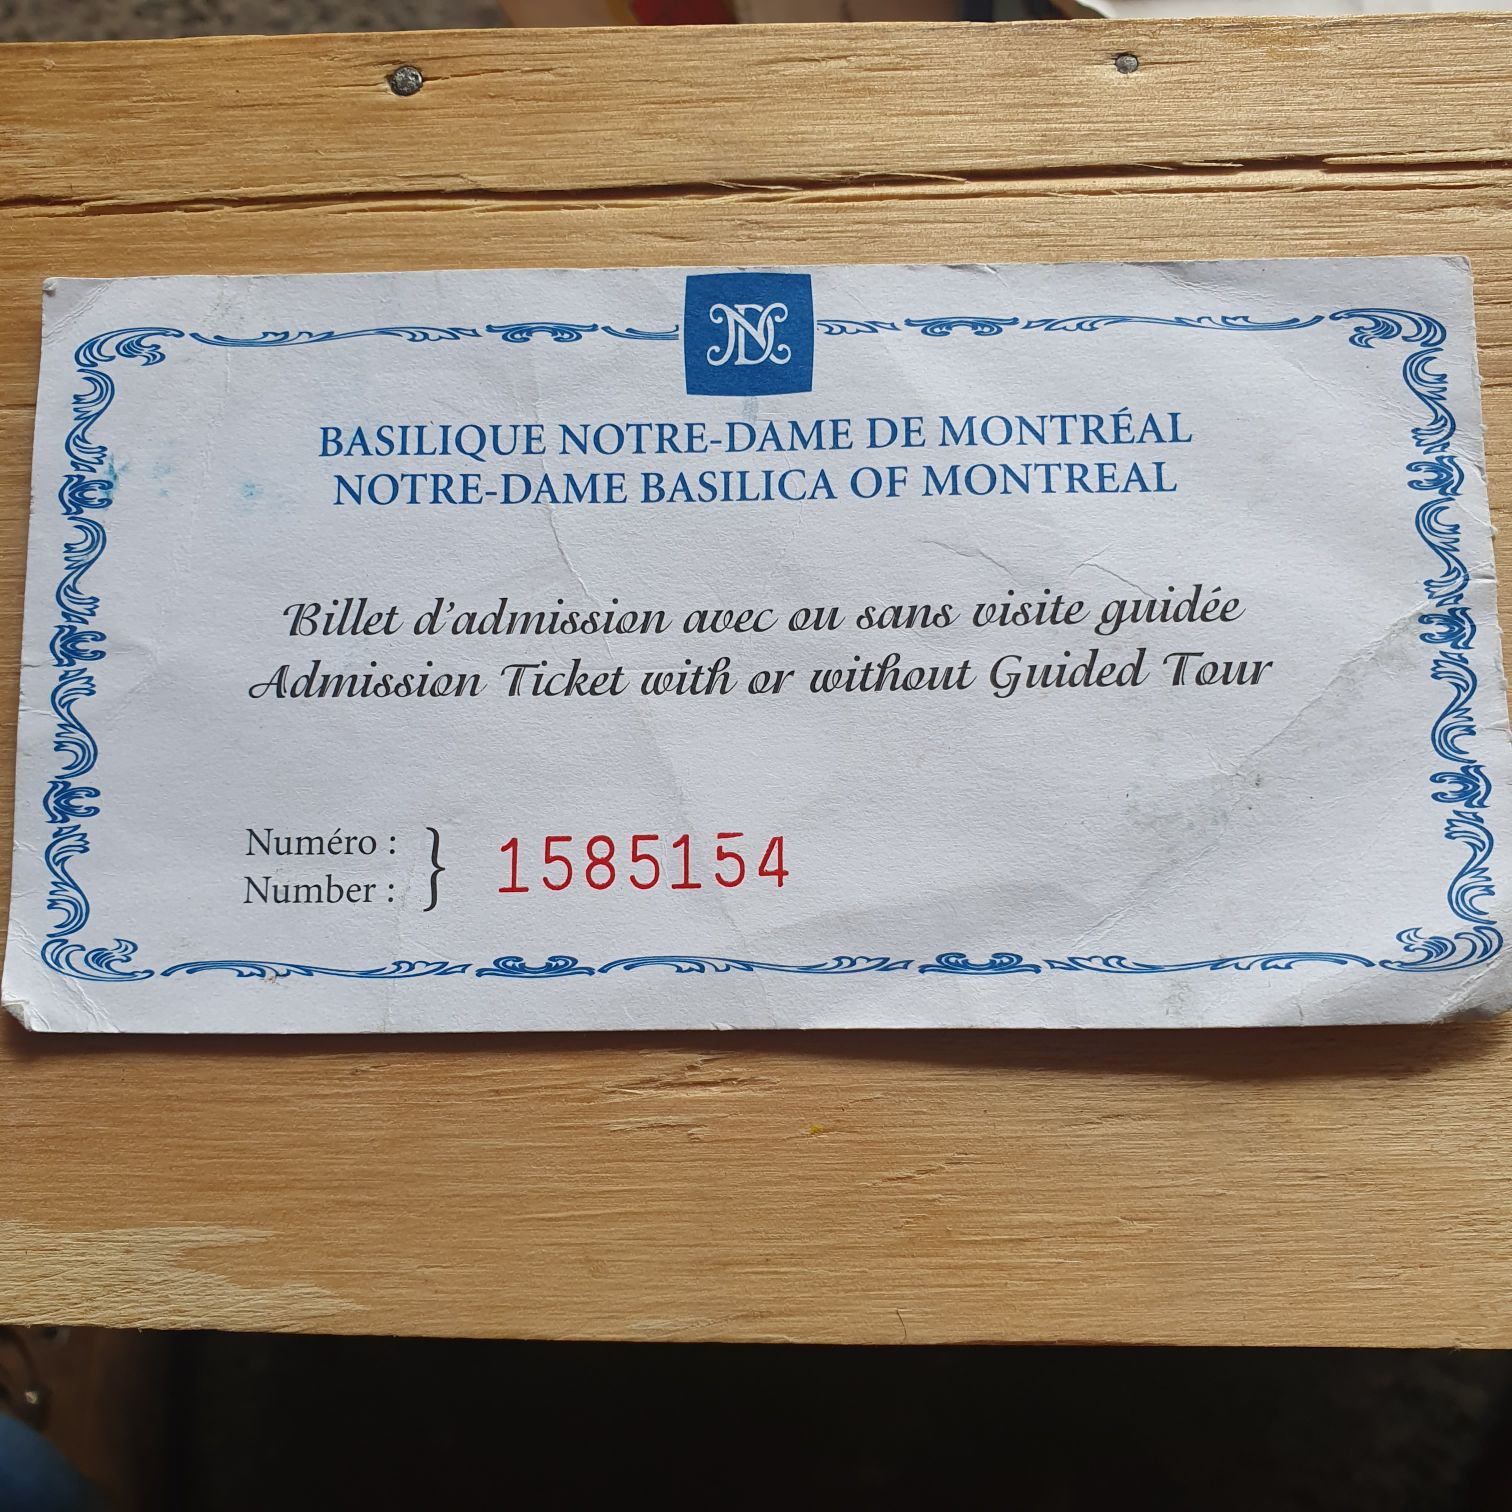 ND
BASILIQUE NOTRE-DAME DE MONTRÉAL
NOTRE-DAME BASILICA OF MONTREAL
Billet d'admission avec ou sans visite guidée
Admission Ticket with or without Guided Tour
Numéro : } 1585154
Number :